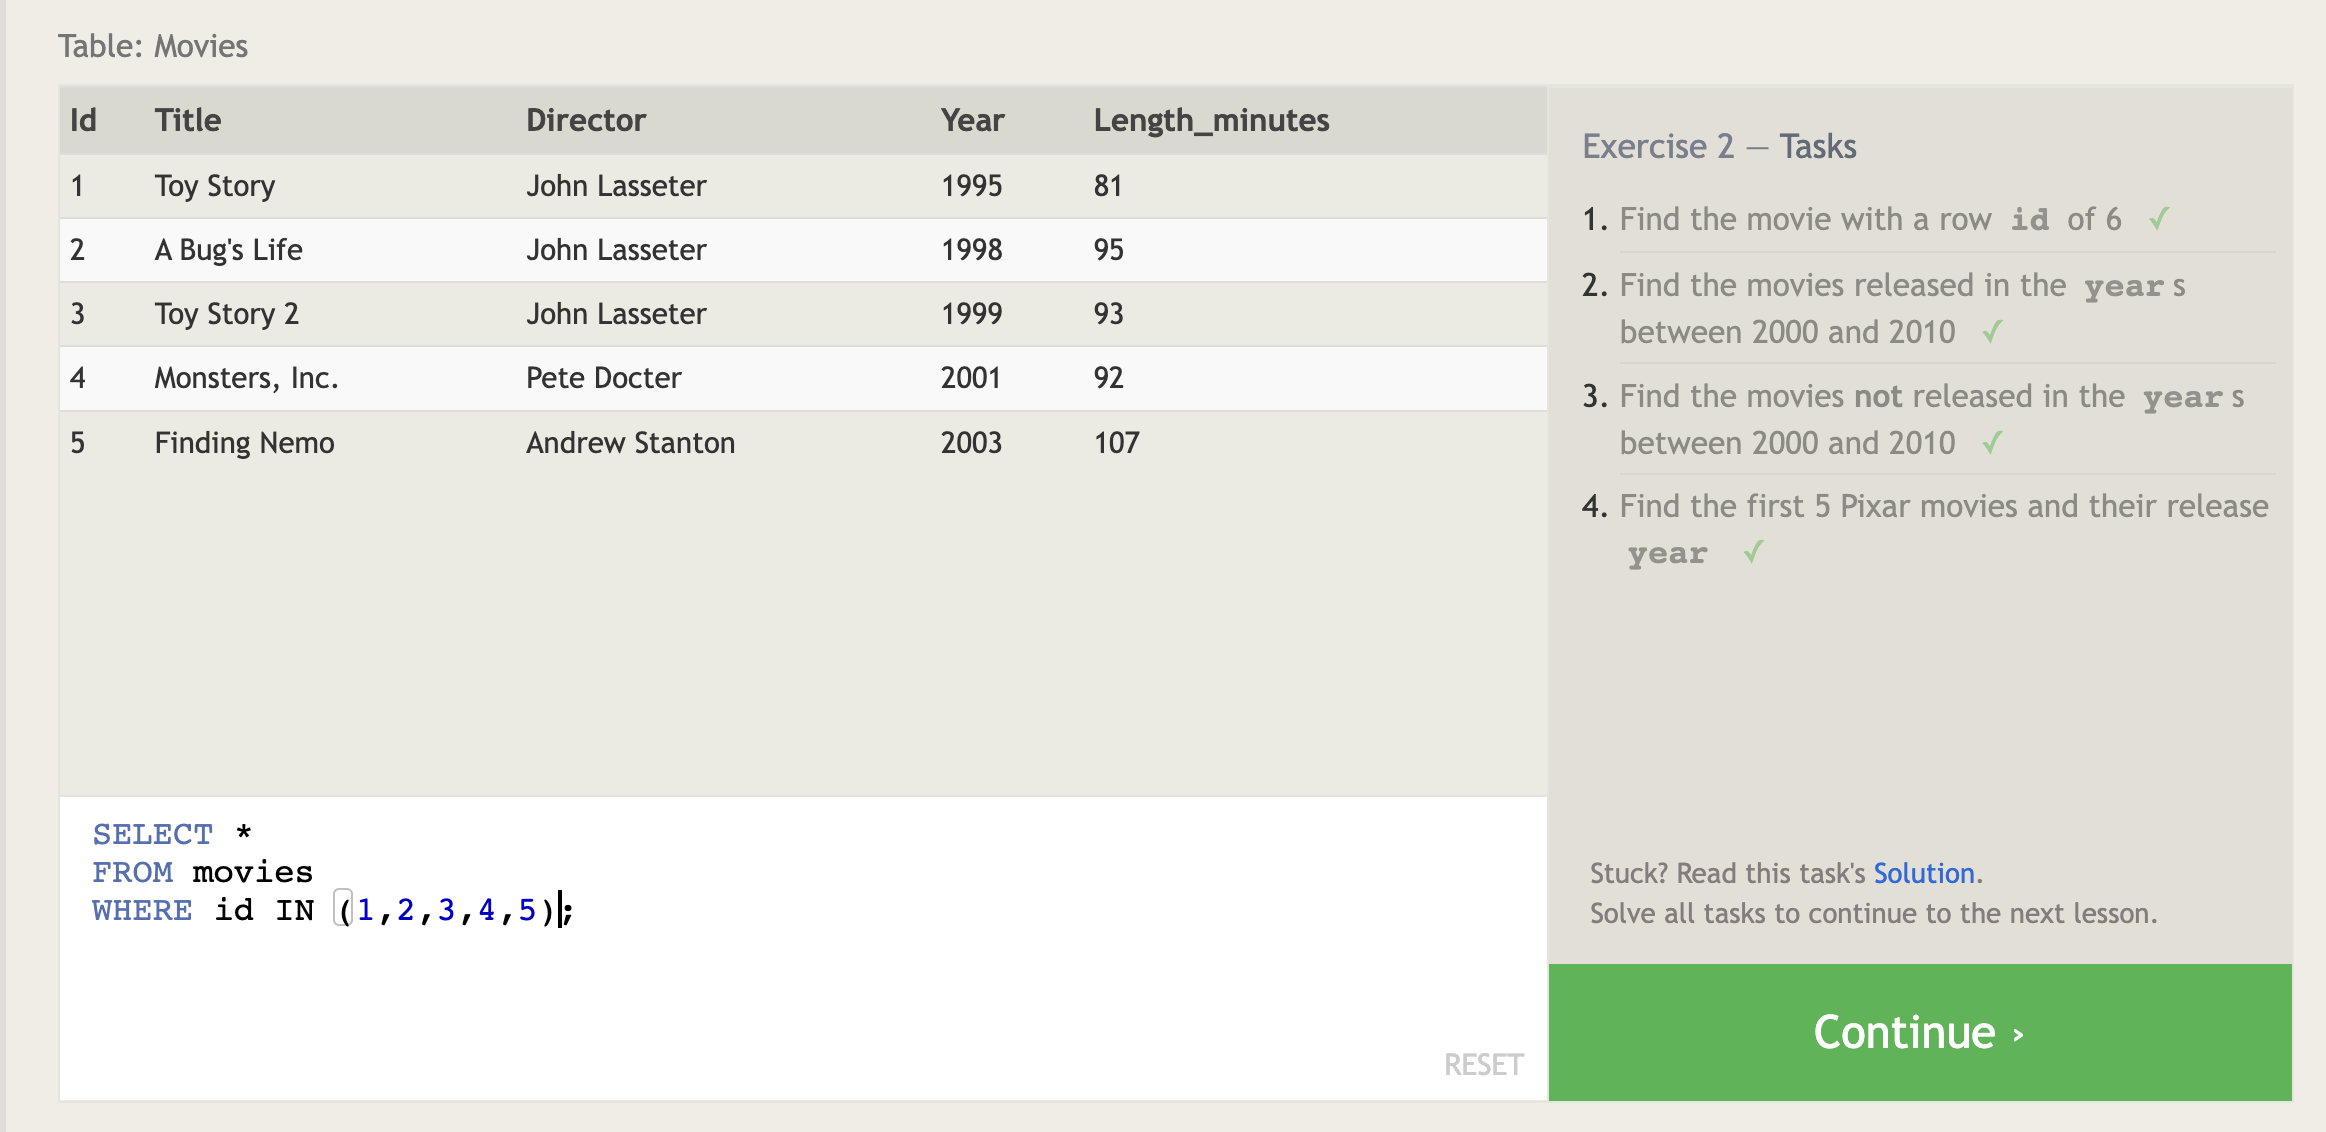 Table: Movies
Id Title Director Year Length_minutes
1 Toy Story John Lasseter 1995 81
2 A Bug's Life John Lasseter 1998 95
3 Toy Story 2 John Lasseter 1999 93
4 Monsters, Inc. Pete Docter 2001 92
5 Finding Nemo Andrew Stanton 2003 107
SELECT *
FROM movies
WHERE id IN (1,2,3,4,5);
RESET
Exercise 2 — Tasks
1. Find the movie with a row id of 6 ✓
2. Find the movies released in the year s
between 2000 and 2010 ✓
3. Find the movies not released in the year s
between 2000 and 2010 ✓
4. Find the first 5 Pixar movies and their release
year ✓
Stuck? Read this task's Solution.
Solve all tasks to continue to the next lesson.
Continue ›